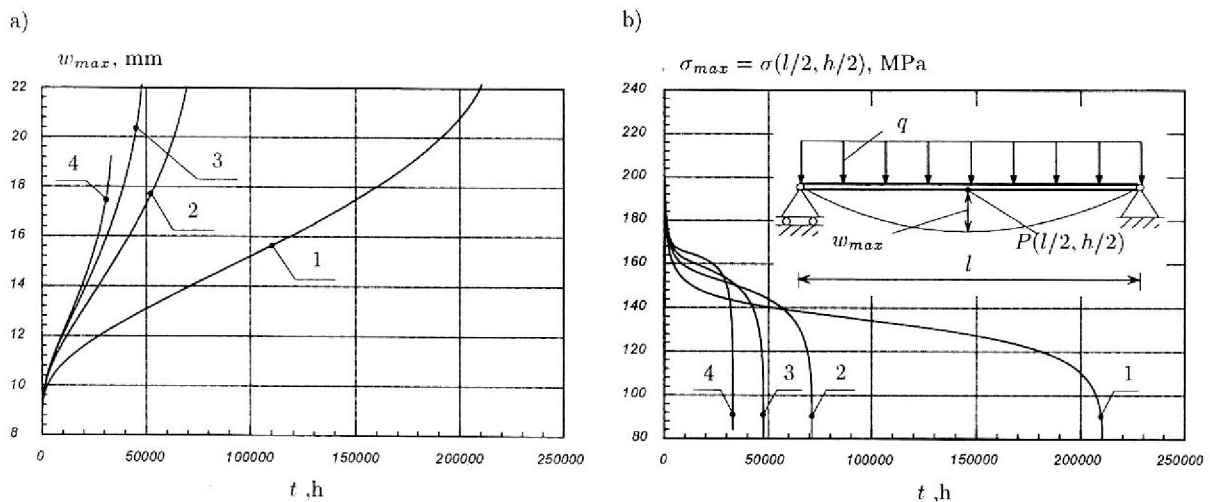 a)
w_max, mm
22
20
18
16
14
12
10
8
0 50000 100000 150000 200000 250000
t ,h
4
3
2
1
b)
σ_max = σ(l/2, h/2), MPa
240
220
200
180
160
140
120
100
80
0 50000 100000 150000 200000 250000
t ,h
q
w_max
P(l/2, h/2)
l
4
3
2
1